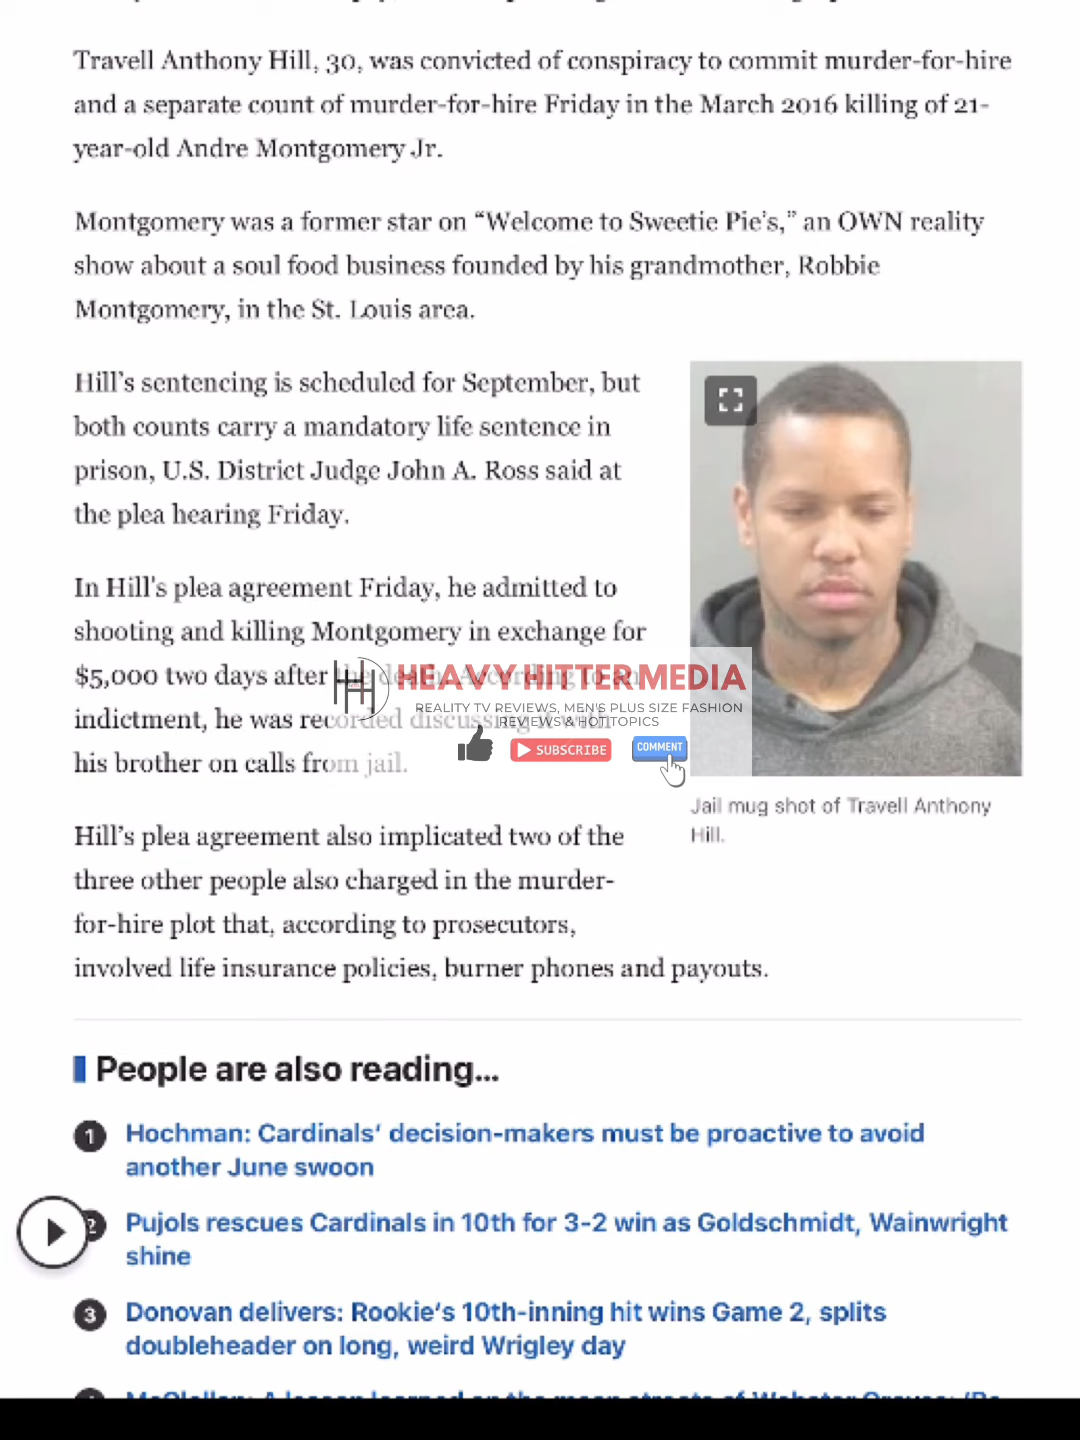 Travell Anthony Hill, 30, was convicted of conspiracy to commit murder-for-hire
and a separate count of murder-for-hire Friday in the March 2016 killing of 21-
year-old Andre Montgomery Jr.
Montgomery was a former star on “Welcome to Sweetie Pie’s,” an OWN reality
show about a soul food business founded by his grandmother, Robbie
Montgomery, in the St. Louis area.
Hill’s sentencing is scheduled for September, but
both counts carry a mandatory life sentence in
prison, U.S. District Judge John A. Ross said at
the plea hearing Friday.
In Hill's plea agreement Friday, he admitted to
shooting and killing Montgomery in exchange for
$5,000 two days after the death. According to an
indictment, he was recorded discussing
his brother on calls from jail.
HH HEAVY HITTER MEDIA
REALITY TV REVIEWS, MEN'S PLUS SIZE FASHION
REVIEWS & HOT TOPICS
SUBSCRIBE
COMMENT
Jail mug shot of Travell Anthony
Hill.
Hill’s plea agreement also implicated two of the
three other people also charged in the murder-
for-hire plot that, according to prosecutors,
involved life insurance policies, burner phones and payouts.
People are also reading...
1 Hochman: Cardinals’ decision-makers must be proactive to avoid
another June swoon
2 Pujols rescues Cardinals in 10th for 3-2 win as Goldschmidt, Wainwright
shine
3 Donovan delivers: Rookie’s 10th-inning hit wins Game 2, splits
doubleheader on long, weird Wrigley day